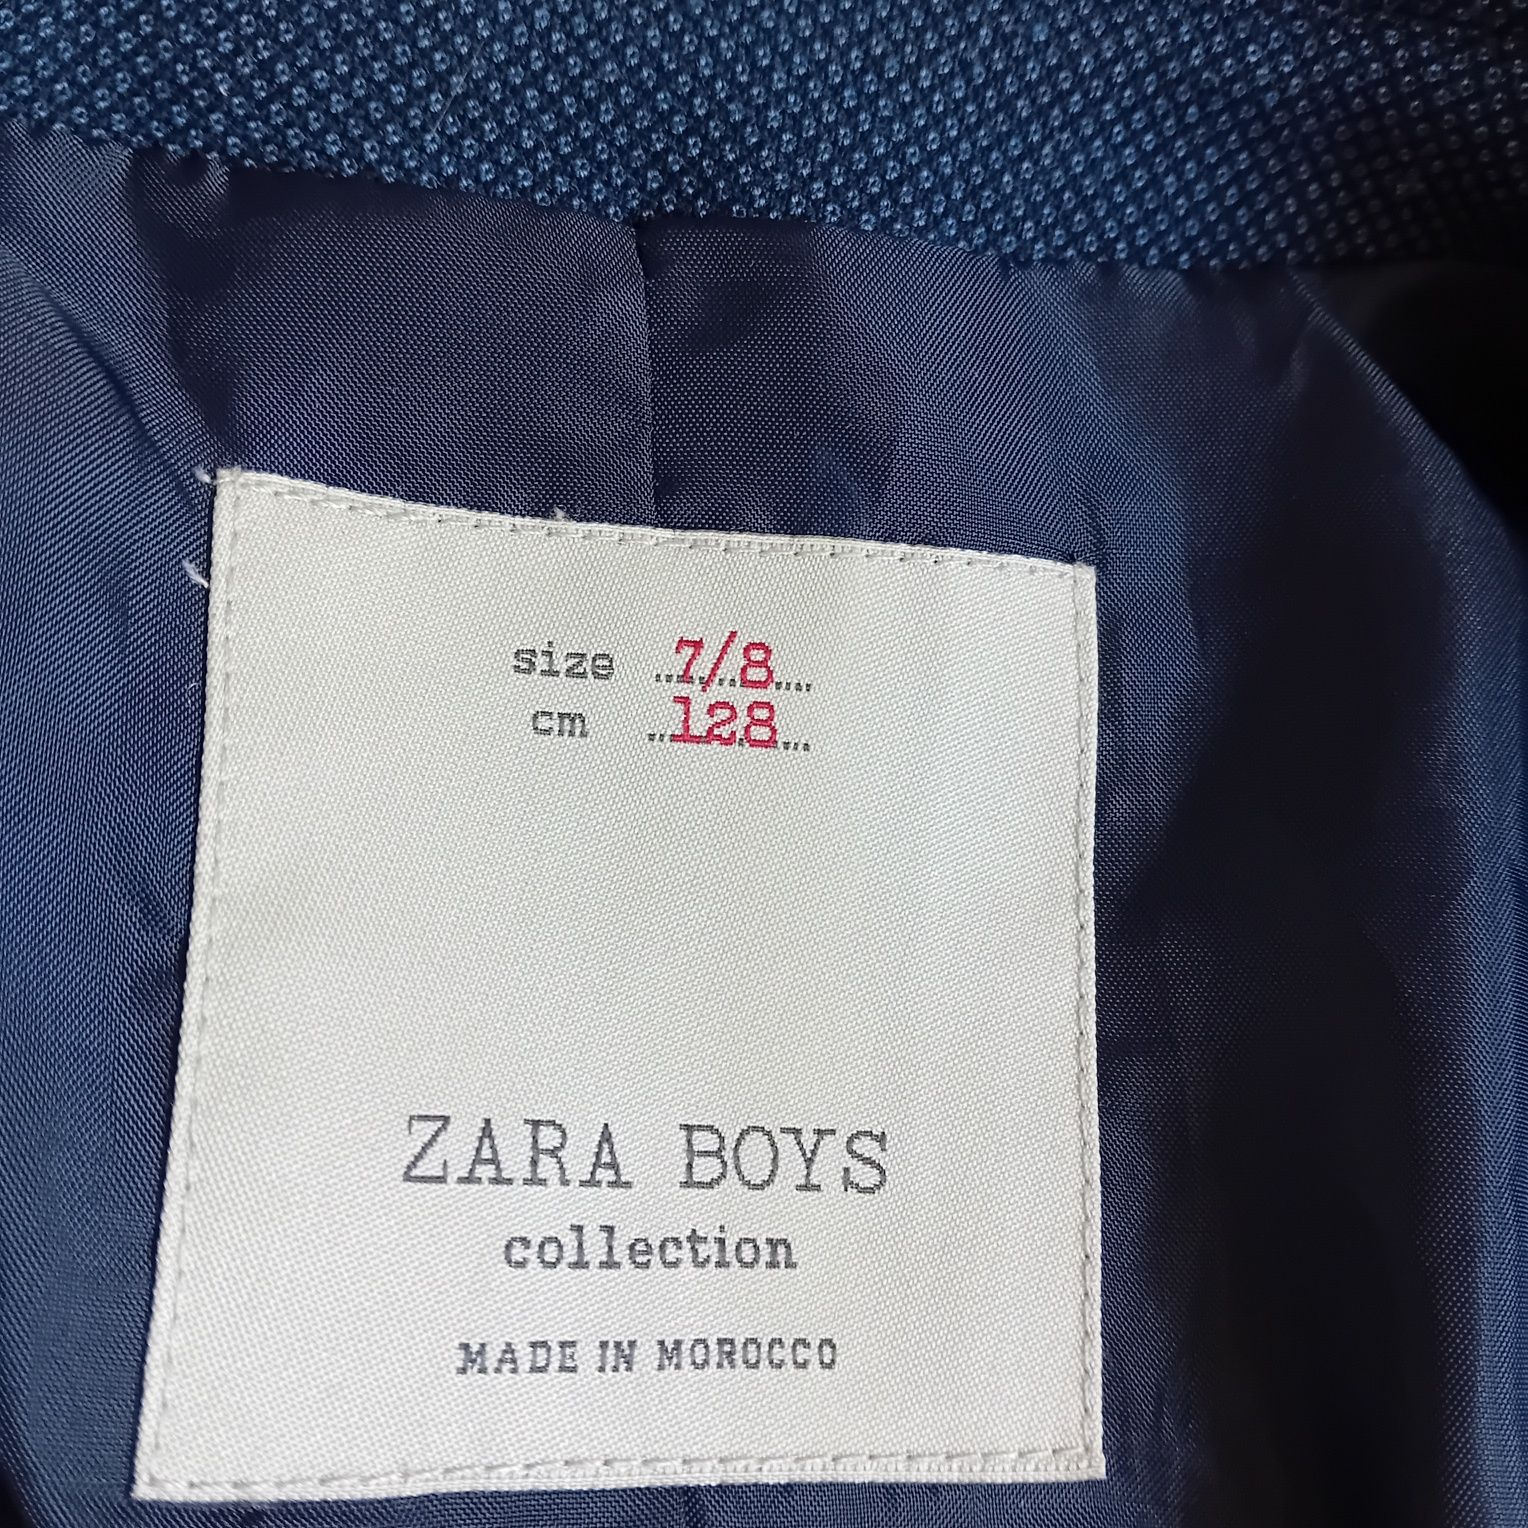 size 7/8
cm 128
ZARA BOYS
collection
MADE IN MOROCCO